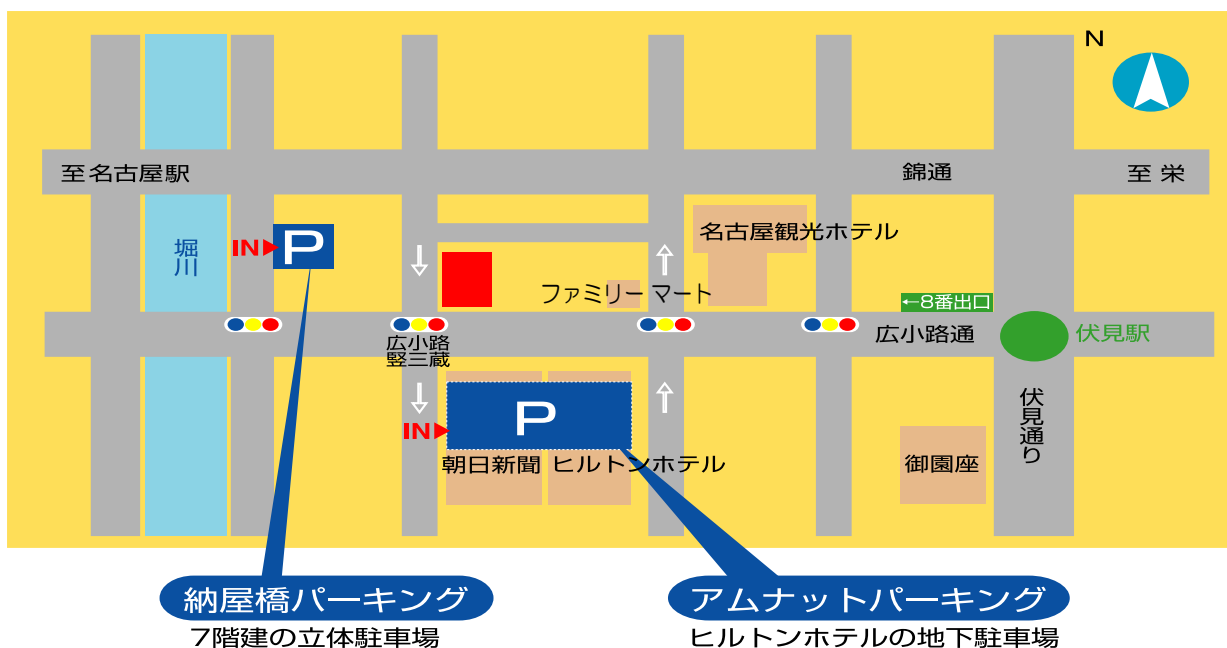 N
至名古屋駅
錦通
至 栄
堀川
IN
P
名古屋観光ホテル
ファミリーマート
←8番出口
広小路
竪三蔵
広小路通
伏見駅
伏見通り
IN
P
朝日新聞
ヒルトンホテル
御園座
納屋橋パーキング
7階建の立体駐車場
アムナットパーキング
ヒルトンホテルの地下駐車場